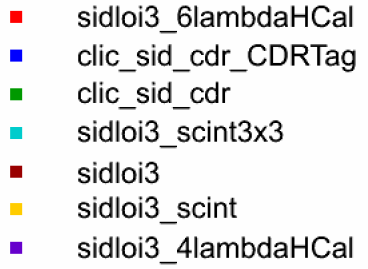 sidloi3_6lambdaHCal
clic_sid_cdr_CDRTag
clic_sid_cdr
sidloi3_scint3x3
sidloi3
sidloi3_scint
sidloi3_4lambdaHCal